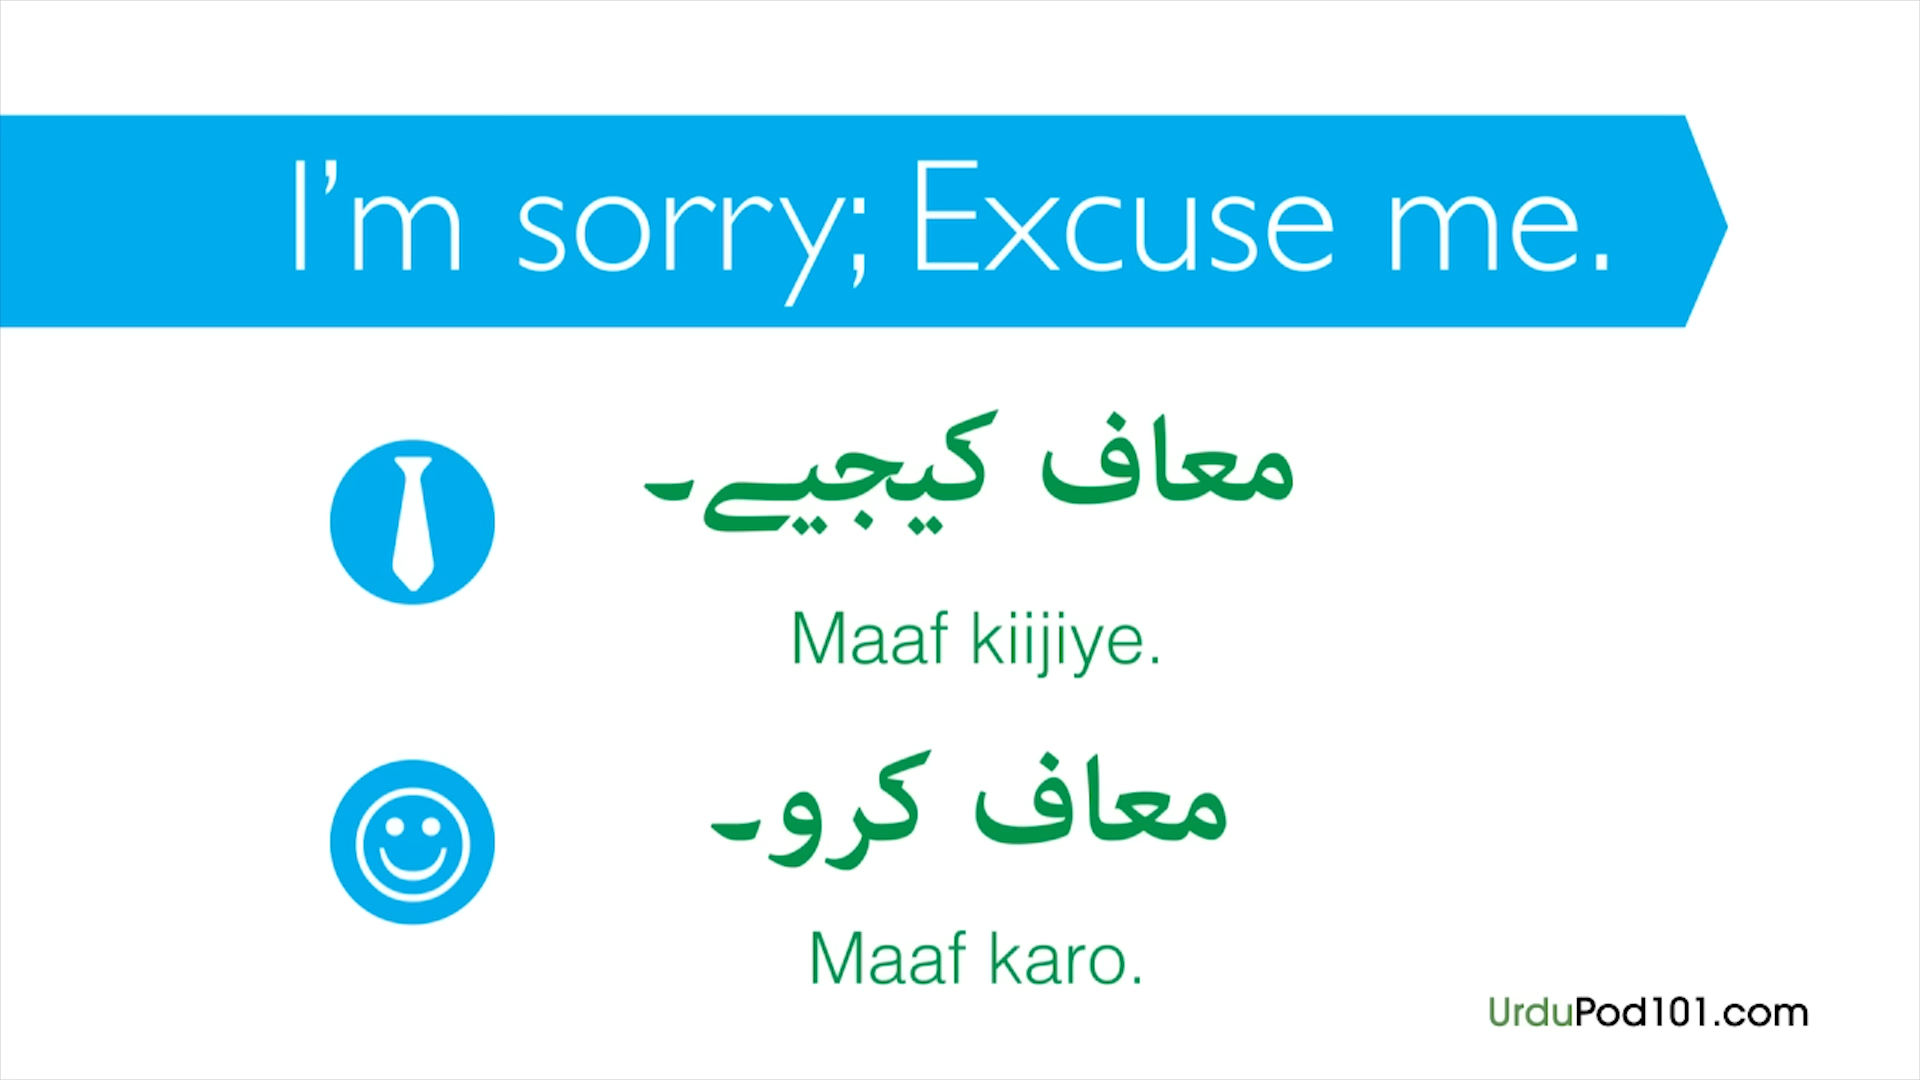 I’m sorry; Excuse me.
معاف کیجیے۔
Maaf kiijiye.
معاف کرو۔
Maaf karo.
UrduPod101.com